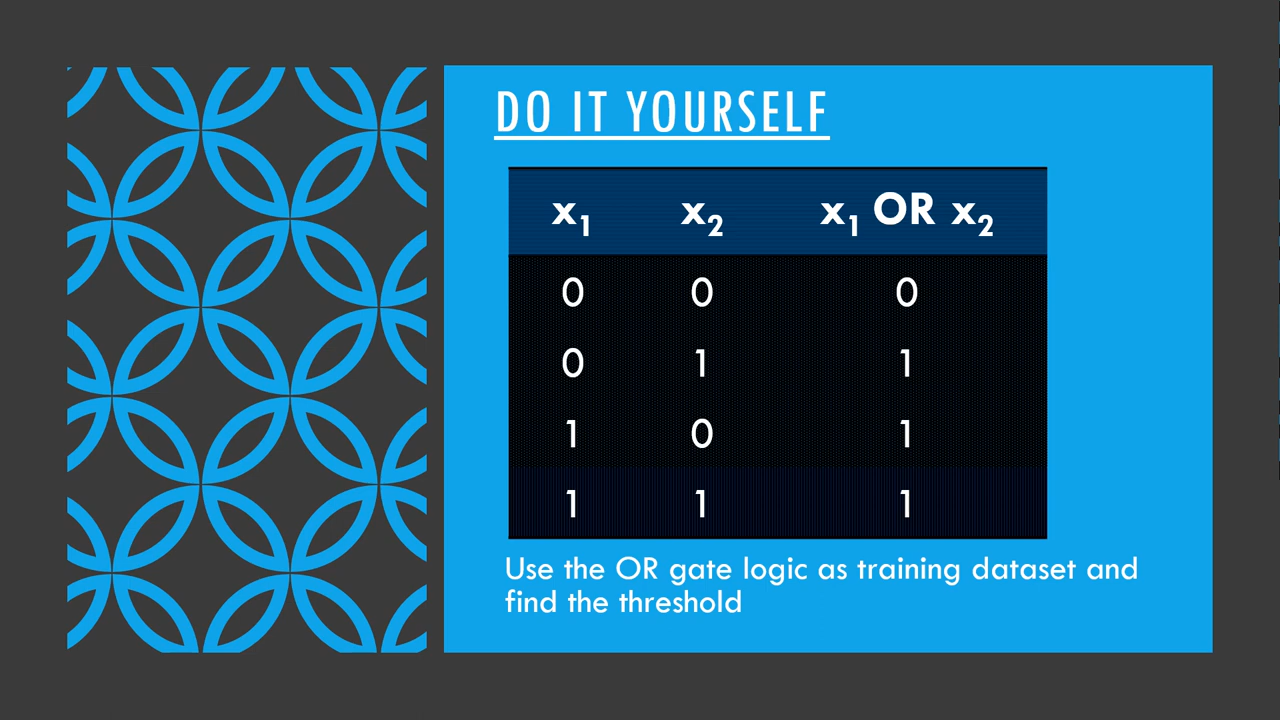 DO IT YOURSELF
x₁ x₂ x₁ OR x₂
0 0 0
0 1 1
1 0 1
1 1 1
Use the OR gate logic as training dataset and
find the threshold